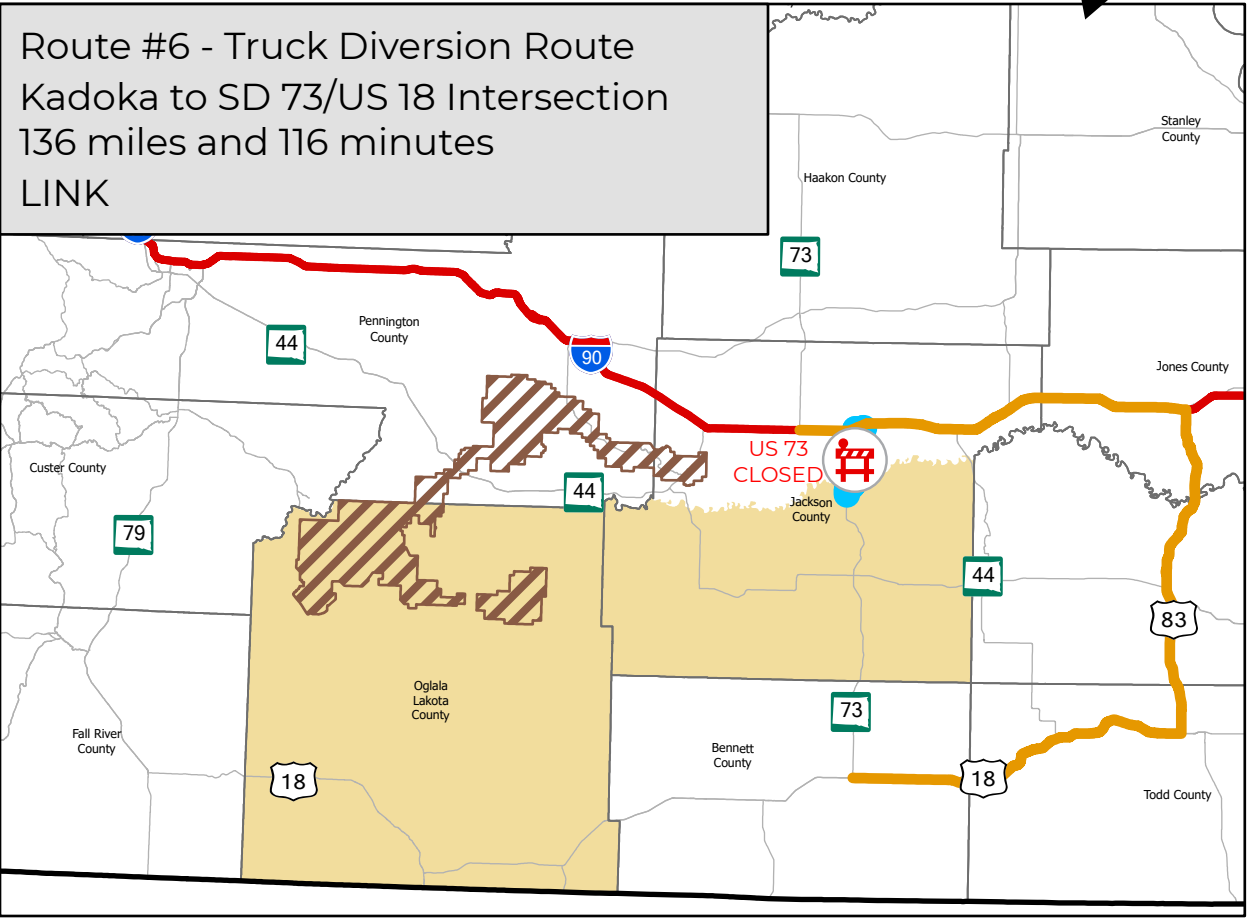 Route #6 - Truck Diversion Route
Kadoka to SD 73/US 18 Intersection
136 miles and 116 minutes
LINK
Stanley
County
Haakon County
73
Pennington
County
44
90
Jones County
US 73
CLOSED
Custer County
44
Jackson
County
79
44
83
Oglala
Lakota
County
73
Fall River
County
Bennett
County
18
18
Todd County